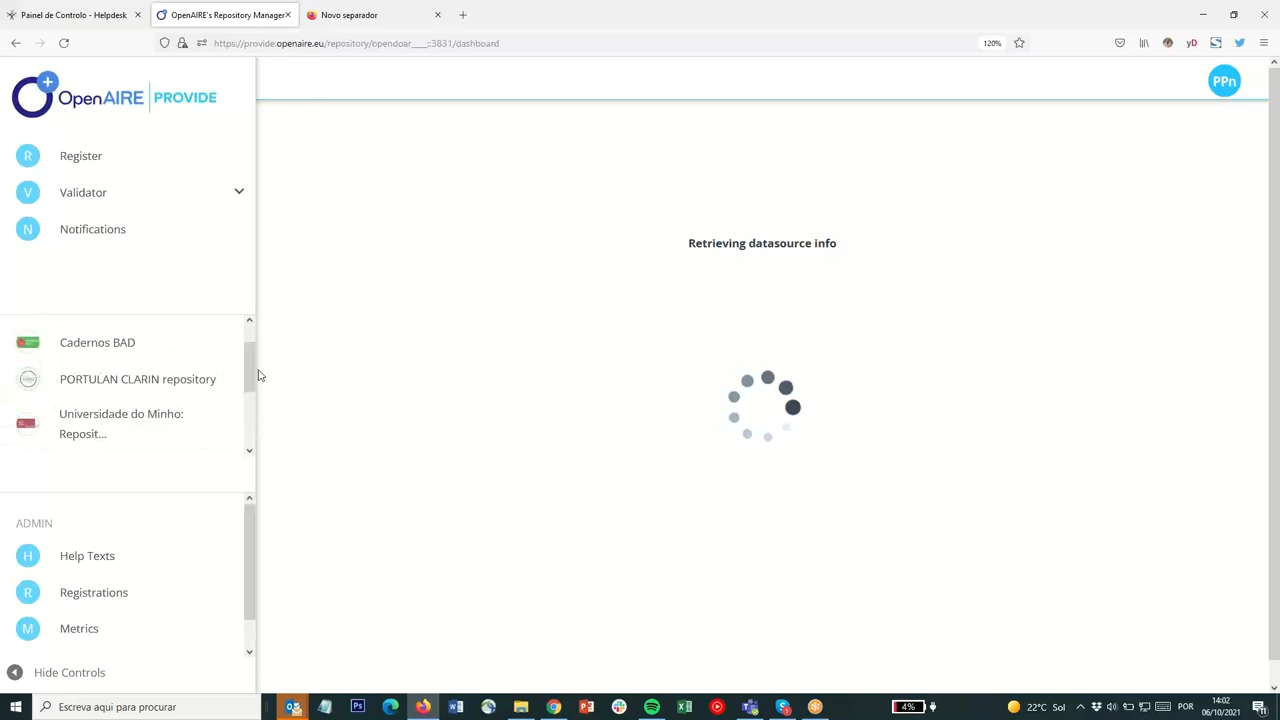 Painel de Controlo - Helpdesk
OpenAIRE's Repository Manager
Novo separador
https://provide.openaire.eu/repository/opendoar____::3831/dashboard
120%
yD
OpenAIRE PROVIDE
PPn
R Register
V Validator
N Notifications
Retrieving datasource info
Cadernos BAD
PORTULAN CLARIN repository
Universidade do Minho:
Reposit...
ADMIN
H Help Texts
R Registrations
M Metrics
Hide Controls
Escreva aqui para procurar
4%
22°C Sol
POR
14:02
06/10/2021